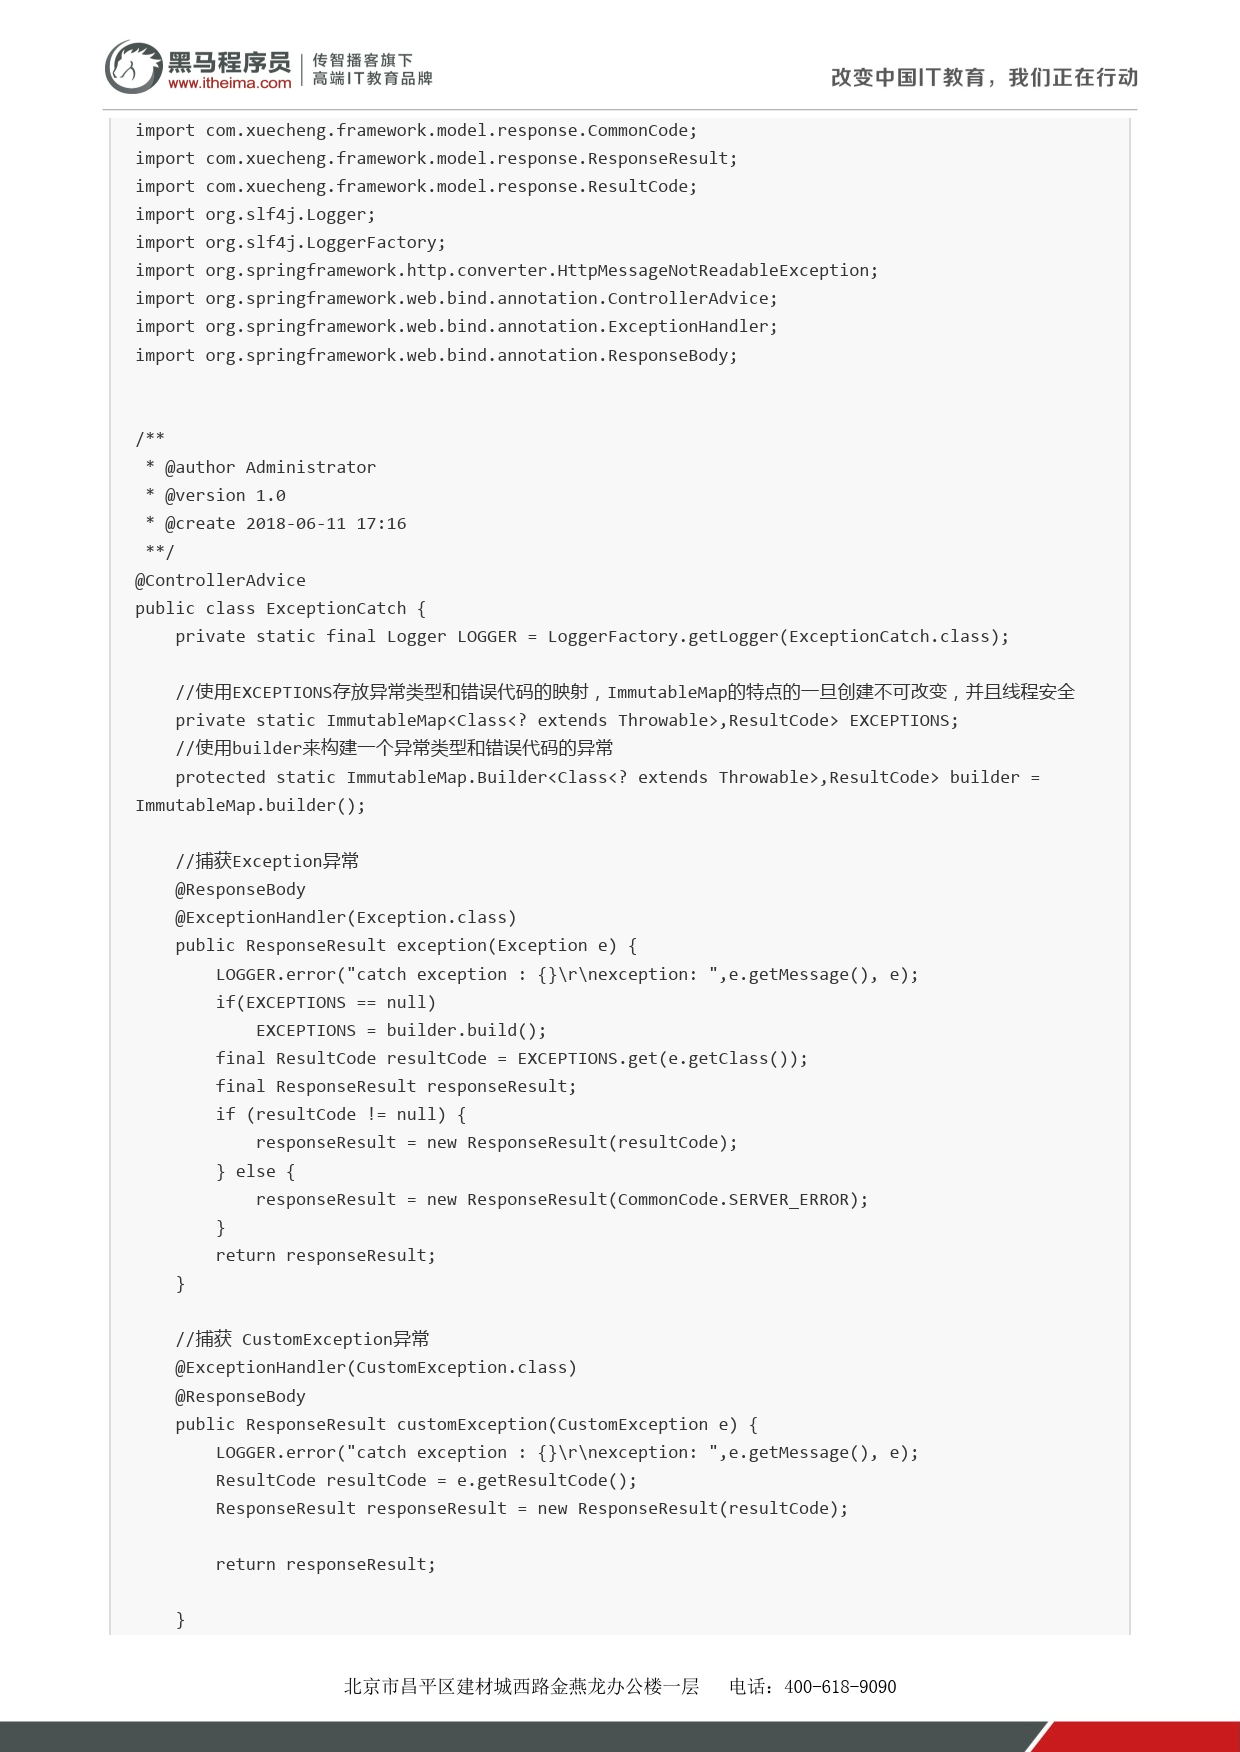 黑马程序员
www.itheima.com
传智播客旗下
高端IT教育品牌
改变中国IT教育，我们正在行动
import com.xuecheng.framework.model.response.CommonCode;
import com.xuecheng.framework.model.response.ResponseResult;
import com.xuecheng.framework.model.response.ResultCode;
import org.slf4j.Logger;
import org.slf4j.LoggerFactory;
import org.springframework.http.converter.HttpMessageNotReadableException;
import org.springframework.web.bind.annotation.ControllerAdvice;
import org.springframework.web.bind.annotation.ExceptionHandler;
import org.springframework.web.bind.annotation.ResponseBody;


/**
 * @author Administrator
 * @version 1.0
 * @create 2018-06-11 17:16
 **/
@ControllerAdvice
public class ExceptionCatch {
    private static final Logger LOGGER = LoggerFactory.getLogger(ExceptionCatch.class);

    //使用EXCEPTIONS存放异常类型和错误代码的映射，ImmutableMap的特点的一旦创建不可改变，并且线程安全
    private static ImmutableMap<Class<? extends Throwable>,ResultCode> EXCEPTIONS;
    //使用builder来构建一个异常类型和错误代码的异常
    protected static ImmutableMap.Builder<Class<? extends Throwable>,ResultCode> builder =
ImmutableMap.builder();

    //捕获Exception异常
    @ResponseBody
    @ExceptionHandler(Exception.class)
    public ResponseResult exception(Exception e) {
        LOGGER.error("catch exception : {}\r\nexception: ",e.getMessage(), e);
        if(EXCEPTIONS == null)
            EXCEPTIONS = builder.build();
        final ResultCode resultCode = EXCEPTIONS.get(e.getClass());
        final ResponseResult responseResult;
        if (resultCode != null) {
            responseResult = new ResponseResult(resultCode);
        } else {
            responseResult = new ResponseResult(CommonCode.SERVER_ERROR);
        }
        return responseResult;
    }

    //捕获 CustomException异常
    @ExceptionHandler(CustomException.class)
    @ResponseBody
    public ResponseResult customException(CustomException e) {
        LOGGER.error("catch exception : {}\r\nexception: ",e.getMessage(), e);
        ResultCode resultCode = e.getResultCode();
        ResponseResult responseResult = new ResponseResult(resultCode);

        return responseResult;

    }
北京市昌平区建材城西路金燕龙办公楼一层 电话：400-618-9090